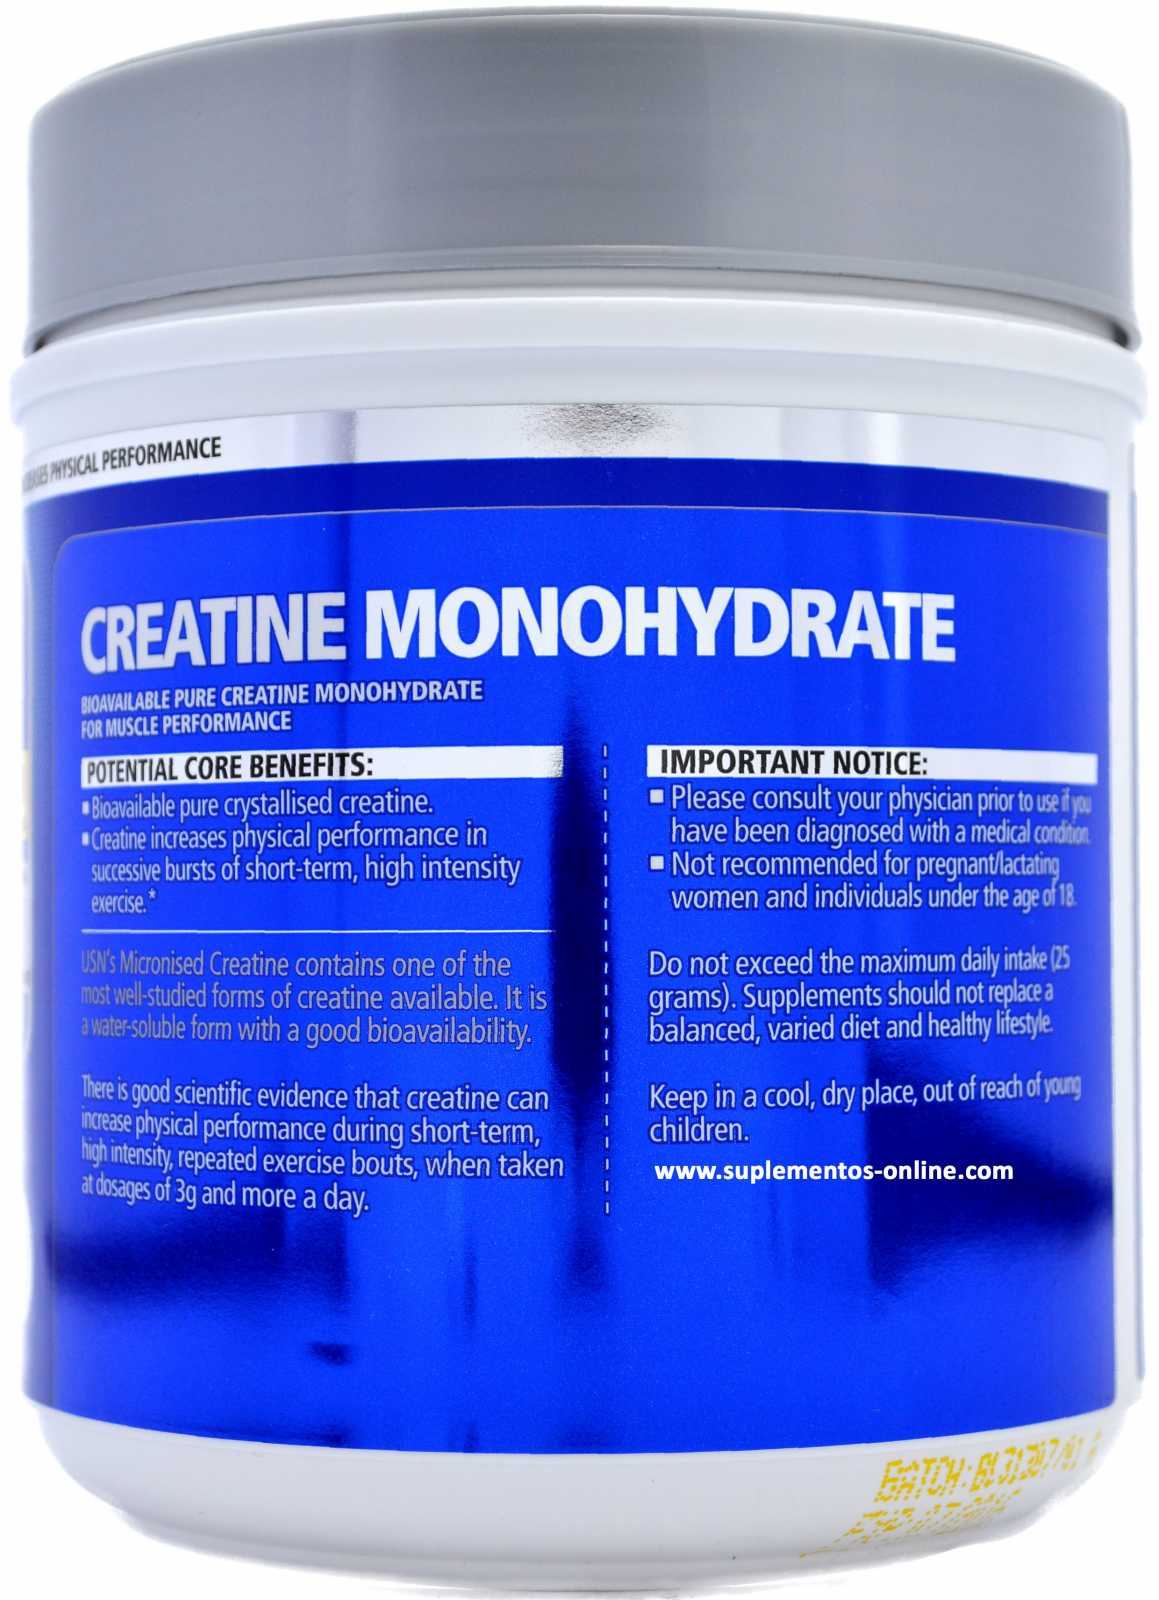 PHYSICAL PERFORMANCE
CREATINE MONOHYDRATE
BIOAVAILABLE PURE CREATINE MONOHYDRATE
FOR MUSCLE PERFORMANCE
POTENTIAL CORE BENEFITS:
▪ Bioavailable pure crystallised creatine.
▪ Creatine increases physical performance in
successive bursts of short-term, high intensity
exercise.*
USN's Micronised Creatine contains one of the
most well-studied forms of creatine available. It is
a water-soluble form with a good bioavailability.
There is good scientific evidence that creatine can
increase physical performance during short-term,
high intensity, repeated exercise bouts, when taken
at dosages of 3g and more a day.
IMPORTANT NOTICE:
▪ Please consult your physician prior to use if you
have been diagnosed with a medical condition.
▪ Not recommended for pregnant/lactating
women and individuals under the age of 18.
Do not exceed the maximum daily intake (25
grams). Supplements should not replace a
balanced, varied diet and healthy lifestyle.
Keep in a cool, dry place, out of reach of young
children.
www.suplementos-online.com
BATCH: